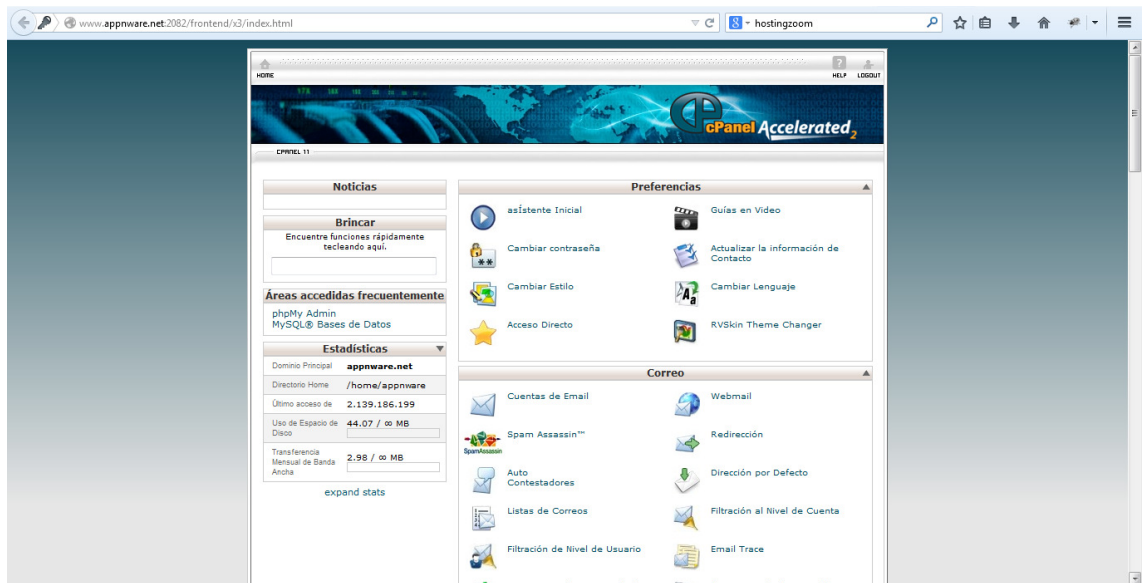 www.appnware.net:2082/frontend/x3/index.html
hostingzoom
HOME
HELP LOGOUT
cPanel Accelerated2
CPANEL 11
Noticias
Brincar
Encuentre funciones rápidamente
tecleando aquí.
Áreas accedidas frecuentemente
phpMy Admin
MySQL® Bases de Datos
Estadísticas
Dominio Principal appnware.net
Directorio Home /home/appnware
Último acceso de 2.139.186.199
Uso de Espacio de
Disco
44.07 / ∞ MB
Transferencia
Mensual de Banda
Ancha
2.98 / ∞ MB
expand stats
Preferencias
asÍstente Inicial
Guías en Video
Cambiar contraseña
Actualizar la información de
Contacto
Cambiar Estilo
Cambiar Lenguaje
Acceso Directo
RVSkin Theme Changer
Correo
Cuentas de Email
Webmail
SpamAssassin
Spam Assassin™
Redirección
Auto
Contestadores
Dirección por Defecto
Listas de Correos
Filtración al Nivel de Cuenta
Filtración de Nivel de Usuario
Email Trace